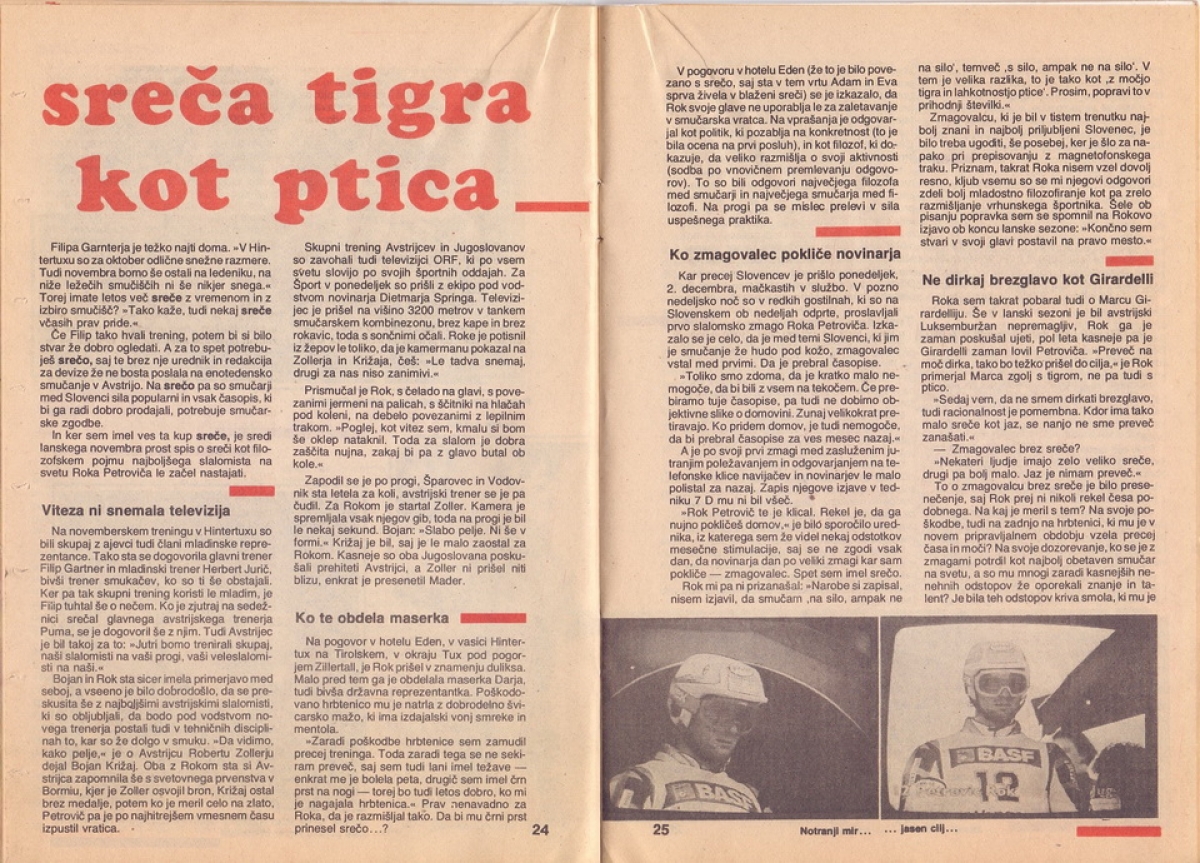 sreča tigra
kot ptica
Filipa Garnterja je težko najti doma. »V Hin-
tertuxu so za oktober odlične snežne razmere.
Tudi novembra bomo še ostali na ledeniku, na
niže ležečih smučiščih ni še nikjer snega.«
Torej imate letos več sreče z vremenom in z
izbiro smučišč? »Tako kaže, tudi nekaj sreče
včasih prav pride.«
Če Filip tako hvali trening, potem bi si bilo
stvar že dobro ogledati. A za to spet potrebu-
ješ srečo, saj te brez nje urednik in redakcija
za devize že ne bosta poslala na enotedensko
smučanje v Avstrijo. Na srečo pa so smučarji
med Slovenci sila popularni in vsak časopis, ki
bi ga radi dobro prodajali, potrebuje smučar-
ske zgodbe.
In ker sem imel ves ta kup sreče, je sredi
lanskega novembra prost spis o sreči kot filo-
zofskem pojmu najboljšega slalomista na
svetu Roka Petroviča le začel nastajati.
Viteza ni snemala televizija
Na novemberskem treningu v Hintertuxu so
bili skupaj z ajevci tudi člani mladinske repre-
zentance. Tako sta se dogovorila glavni trener
Filip Gartner in mladinski trener Herbert Jurič,
bivši trener smukačev, ko so ti še obstajali.
Ker pa tak skupni trening koristi le mladim, je
Filip tuhtal še o nečem. Ko je zjutraj na sedež-
nici srečal glavnega avstrijskega trenerja
Puma, se je dogovoril še z njim. Tudi Avstrijec
je bil takoj za to: »Jutri bomo trenirali skupaj,
naši slalomisti na vaši progi, vaši veleslalomi-
sti na naši.«
Bojan in Rok sta sicer imela primerjavo med
seboj, a vseeno je bilo dobrodošlo, da se pre-
skusita še z najboljšimi avstrijskimi slalomisti,
ki so obljubljali, da bodo pod vodstvom no-
vega trenerja postali tudi v tehničnih discipli-
nah to, kar so že dolgo v smuku. »Da vidimo,
kako pelje,« je o Avstrijcu Robertu Zollerju
dejal Bojan Križaj. Oba z Rokom sta si Av-
strijca zapomnila še s svetovnega prvenstva v
Bormiu, kjer je Zoller osvojil bron, Križaj ostal
brez medalje, potem ko je meril celo na zlato,
Petrovič pa je po najhitrejšem vmesnem času
izpustil vratica.
Skupni trening Avstrijcev in Jugoslovanov
so zavohali tudi televizijci ORF, ki po vsem
svetu slovijo po svojih športnih oddajah. Za
Šport v ponedeljek so prišli z ekipo pod vod-
stvom novinarja Dietmarja Springa. Televizi-
jec je prišel na višino 3200 metrov v tankem
smučarskem kombinezonu, brez kape in brez
rokavic, toda s sončnimi očali. Roke je potisnil
iz žepov le toliko, da je kamermanu pokazal na
Zollerja in Križaja, češ: »Le tadva snemaj,
drugi za nas niso zanimivi.«
Prismučal je Rok, s čelado na glavi, s pove-
zanimi jermeni na palicah, s ščitniki na hlačah
pod koleni, na debelo povezanimi z lepilnim
trakom. »Poglej, kot vitez sem, kmalu si bom
še oklep nataknil. Toda za slalom je dobra
zaščita nujna, zakaj bi pa z glavo butal ob
kole.«
Zapodil se je po progi, Šparovec in Vodov-
nik sta letela za koli, avstrijski trener se je pa
čudil. Za Rokom je startal Zoller. Kamera je
spremljala vsak njegov gib, toda na progi je bil
le nekaj sekund. Bojan: »Slabo pelje. Ni še v
formi.« Križaj je bil, saj je le malo zaostal za
Rokom. Kasneje so oba Jugoslovana posku-
šali prehiteti Avstrijci, a Zoller ni prišel niti
blizu, enkrat je presenetil Mader.
Ko te obdela maserka
Na pogovor v hotelu Eden, v vasici Hinter-
tux na Tirolskem, v okraju Tux pod pogor-
jem Zillertall, je Rok prišel v znamenju duliksa.
Malo pred tem ga je obdelala maserka Darja,
tudi bivša državna reprezentantka. Poškodo-
vano hrbtenico mu je natrla z dobrodelno švi-
carsko mažo, ki ima izdajalski vonj smreke in
mentola.
»Zaradi poškodbe hrbtenice sem zamudil
precej treninga. Toda zaradi tega se ne seki-
ram preveč, saj sem tudi lani imel težave —
enkrat me je bolela peta, drugič sem imel črn
prst na nogi — torej bo tudi letos dobro, ko mi
je nagajala hrbtenica.« Prav nenavadno za
Roka, da je razmišljal tako. Da bi mu črni prst
prinesel srečo...?
24
V pogovoru v hotelu Eden (že to je bilo pove-
zano s srečo, saj sta v tem vrtu Adam in Eva
sprva živela v blaženi sreči) se je izkazalo, da
Rok svoje glave ne uporablja le za zaletavanje
v smučarska vratca. Na vprašanja je odgovar-
jal kot politik, ki pozablja na konkretnost (to je
bila ocena na prvi posluh), in kot filozof, ki do-
kazuje, da veliko razmišlja o svoji aktivnosti
(sodba po vnovičnem premlevanju odgovo-
rov). To so bili odgovori največjega filozofa
med smučarji in največjega smučarja med fi-
lozofi. Na progi pa se mislec prelevi v sila
uspešnega praktika.
Ko zmagovalec pokliče novinarja
Kar precej Slovencev je prišlo ponedeljek,
2. decembra, mačkastih v službo. V pozno
nedeljsko noč so v redkih gostilnah, ki so na
Slovenskem ob nedeljah odprte, proslavljali
prvo slalomsko zmago Roka Petroviča. Izka-
zalo se je celo, da je med temi Slovenci, ki jim
je smučanje že hudo pod kožo, zmagovalec
vstal med prvimi. Da je prebral časopise.
»Toliko smo zdoma, da je kratko malo ne-
mogoče, da bi bili z vsem na tekočem. Če pre-
biramo tuje časopise, pa tudi ne dobimo ob-
jektivne slike o domovini. Zunaj velikokrat pre-
tiravajo. Ko pridem domov, je tudi nemogoče,
da bi prebral časopise za ves mesec nazaj.«
A je po svoji prvi zmagi med zasluženim ju-
tranjim poležavanjem in odgovarjanjem na te-
lefonske klice navijačev in novinarjev le malo
polistal za nazaj. Zapis njegove izjave v ted-
niku 7 D mu ni bil všeč.
»Rok Petrovič te je klical. Rekel je, da ga
nujno pokličeš domov,« je bilo sporočilo ured-
nika, iz katerega sem že videl nekaj odstotkov
mesečne stimulacije, saj se ne zgodi vsak
dan, da novinarja dan po veliki zmagi kar sam
pokliče — zmagovalec. Spet sem imel srečo.
Rok mi pa ni prizanašal: »Narobe si zapisal,
nisem izjavil, da smučam ‚na silo, ampak ne
na silo‘, temveč ‚s silo, ampak ne na silo‘. V
tem je velika razlika, to je tako kot ‚z močjo
tigra in lahkotnostjo ptice‘. Prosim, popravi to v
prihodnji številki.«
Zmagovalcu, ki je bil v tistem trenutku naj-
bolj znani in najbolj priljubljeni Slovenec, je
bilo treba ugoditi, še posebej, ker je šlo za na-
pako pri prepisovanju z magnetofonskega
traku. Priznam, takrat Roka nisem vzel dovolj
resno, kljub vsemu so se mi njegovi odgovori
zdeli bolj mladostno filozofiranje kot pa zrelo
razmišljanje vrhunskega športnika. Šele ob
pisanju popravka sem se spomnil na Rokovo
izjavo ob koncu lanske sezone: »Končno sem
stvari v svoji glavi postavil na pravo mesto.«
Ne dirkaj brezglavo kot Girardelli
Roka sem takrat pobaral tudi o Marcu Gi-
rardelliju. Še v lanski sezoni je bil avstrijski
Luksemburžan nepremagljiv, Rok ga je
zaman poskušal ujeti, pol leta kasneje pa je
Girardelli zaman lovil Petroviča. »Preveč na
moč dirka, tako bo težko prišel do cilja,« je Rok
primerjal Marca zgolj s tigrom, ne pa tudi s
ptico.
»Sedaj vem, da ne smem dirkati brezglavo,
tudi racionalnost je pomembna. Kdor ima tako
malo sreče kot jaz, se nanjo ne sme preveč
zanašati.«
— Zmagovalec brez sreče?
»Nekateri ljudje imajo zelo veliko sreče,
drugi pa bolj malo. Jaz je nimam preveč.«
To o zmagovalcu brez sreče je bilo prese-
nečenje, saj Rok prej ni nikoli rekel česa po-
dobnega. Na kaj je meril s tem? Na svoje po-
škodbe, tudi na zadnjo na hrbtenici, ki mu je v
novem pripravljalnem obdobju vzela precej
časa in moči? Na svoje dozorevanje, ko se je z
zmagami potrdil kot najbolj obetaven smučar
na svetu, a so mu mnogi zaradi kasnejših ne-
nehnih odstopov že oporekali znanje in ta-
lent? Je bila teh odstopov kriva smola, ki mu je
BASF
BASF
12
Petrovic Rok
25
Notranji mir...
... jasen cilj...